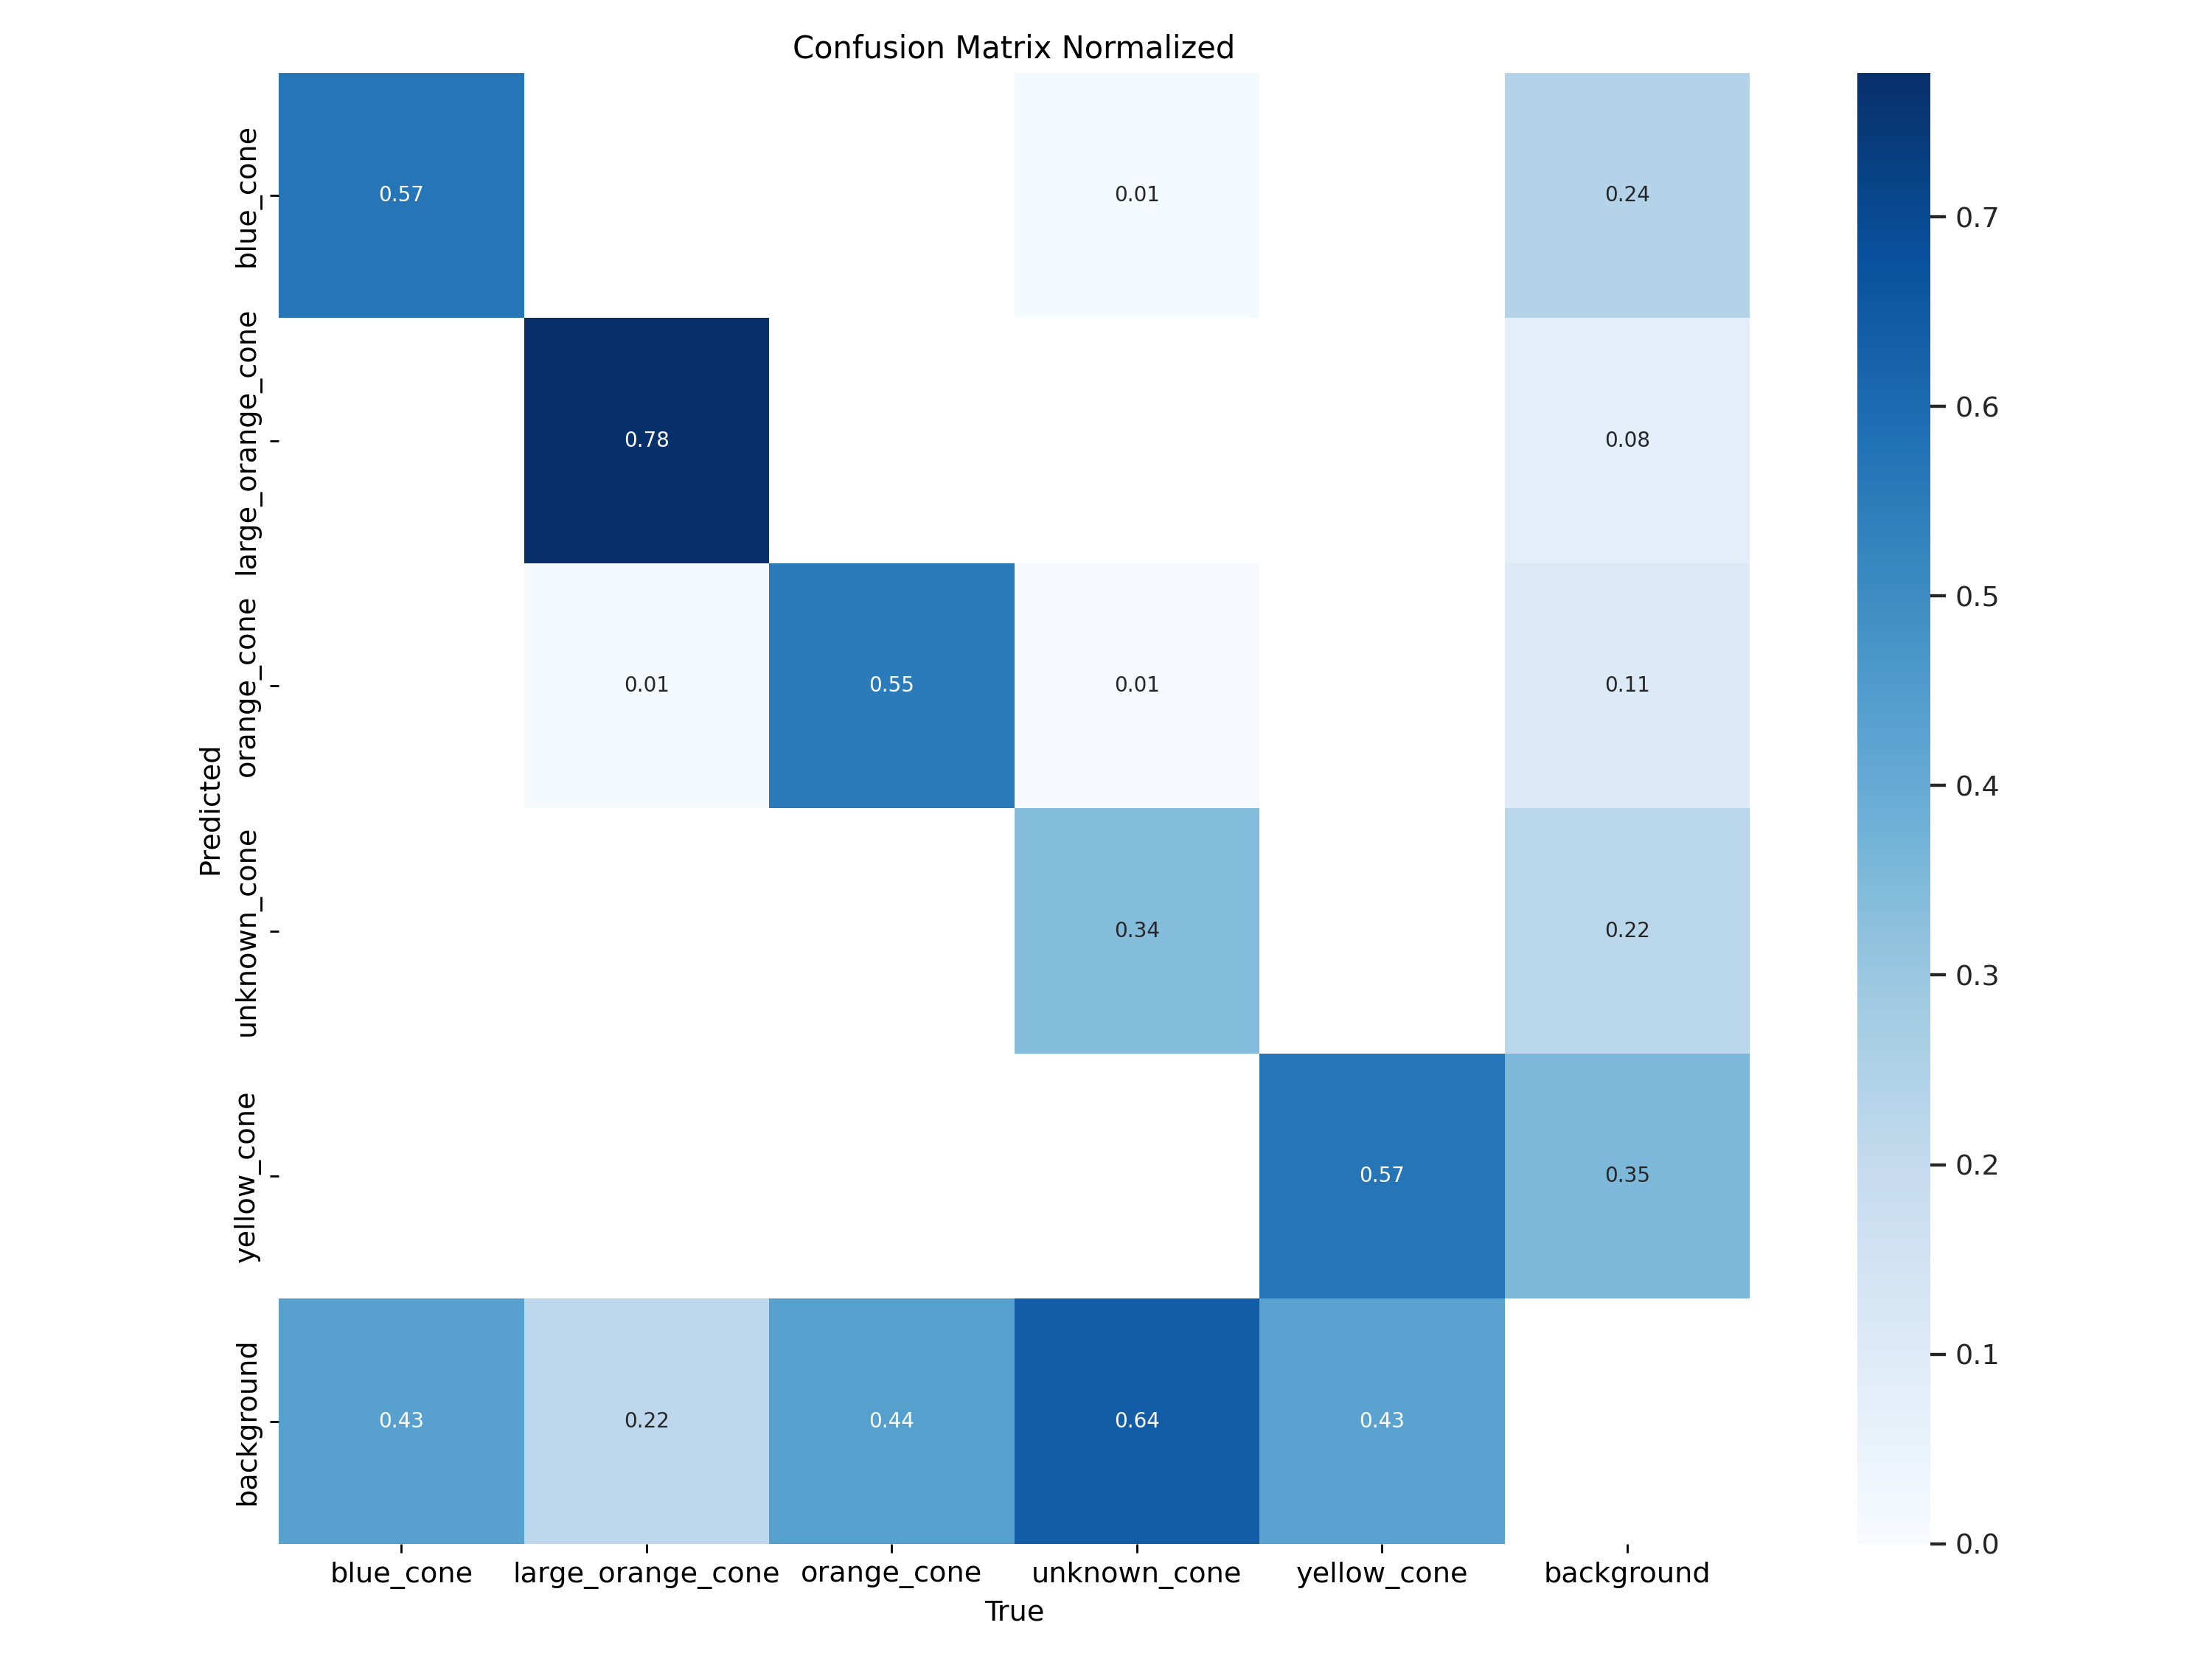 Confusion Matrix Normalized
blue_cone
0.57
0.01
0.24
large_orange_cone
0.78
0.08
orange_cone
0.01
0.55
0.01
0.11
unknown_cone
0.34
0.22
yellow_cone
0.57
0.35
background
0.43
0.22
0.44
0.64
0.43
Predicted
blue_cone
large_orange_cone
orange_cone
unknown_cone
yellow_cone
background
True
0.7
0.6
0.5
0.4
0.3
0.2
0.1
0.0